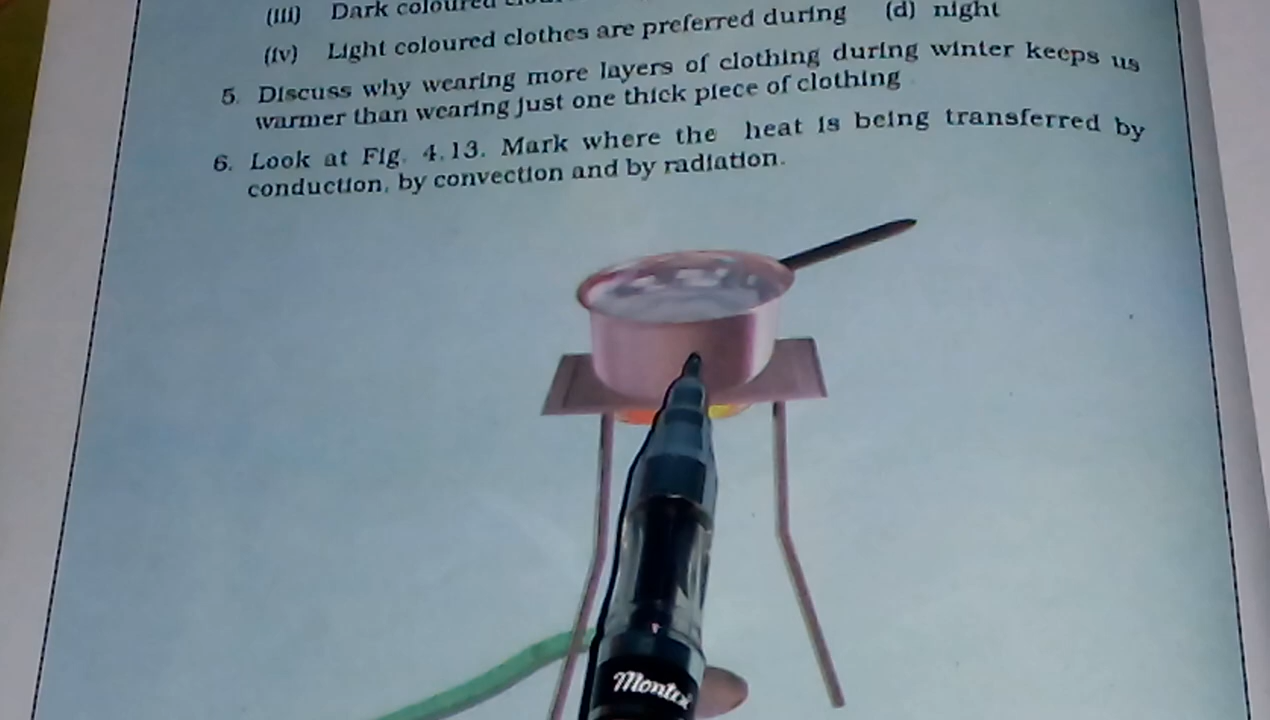 (iii) Dark coloured
(iv) Light coloured clothes are preferred during (d) night
5. Discuss why wearing more layers of clothing during winter keeps us
warmer than wearing just one thick piece of clothing
6. Look at Fig. 4.13. Mark where the heat is being transferred by
conduction, by convection and by radiation.